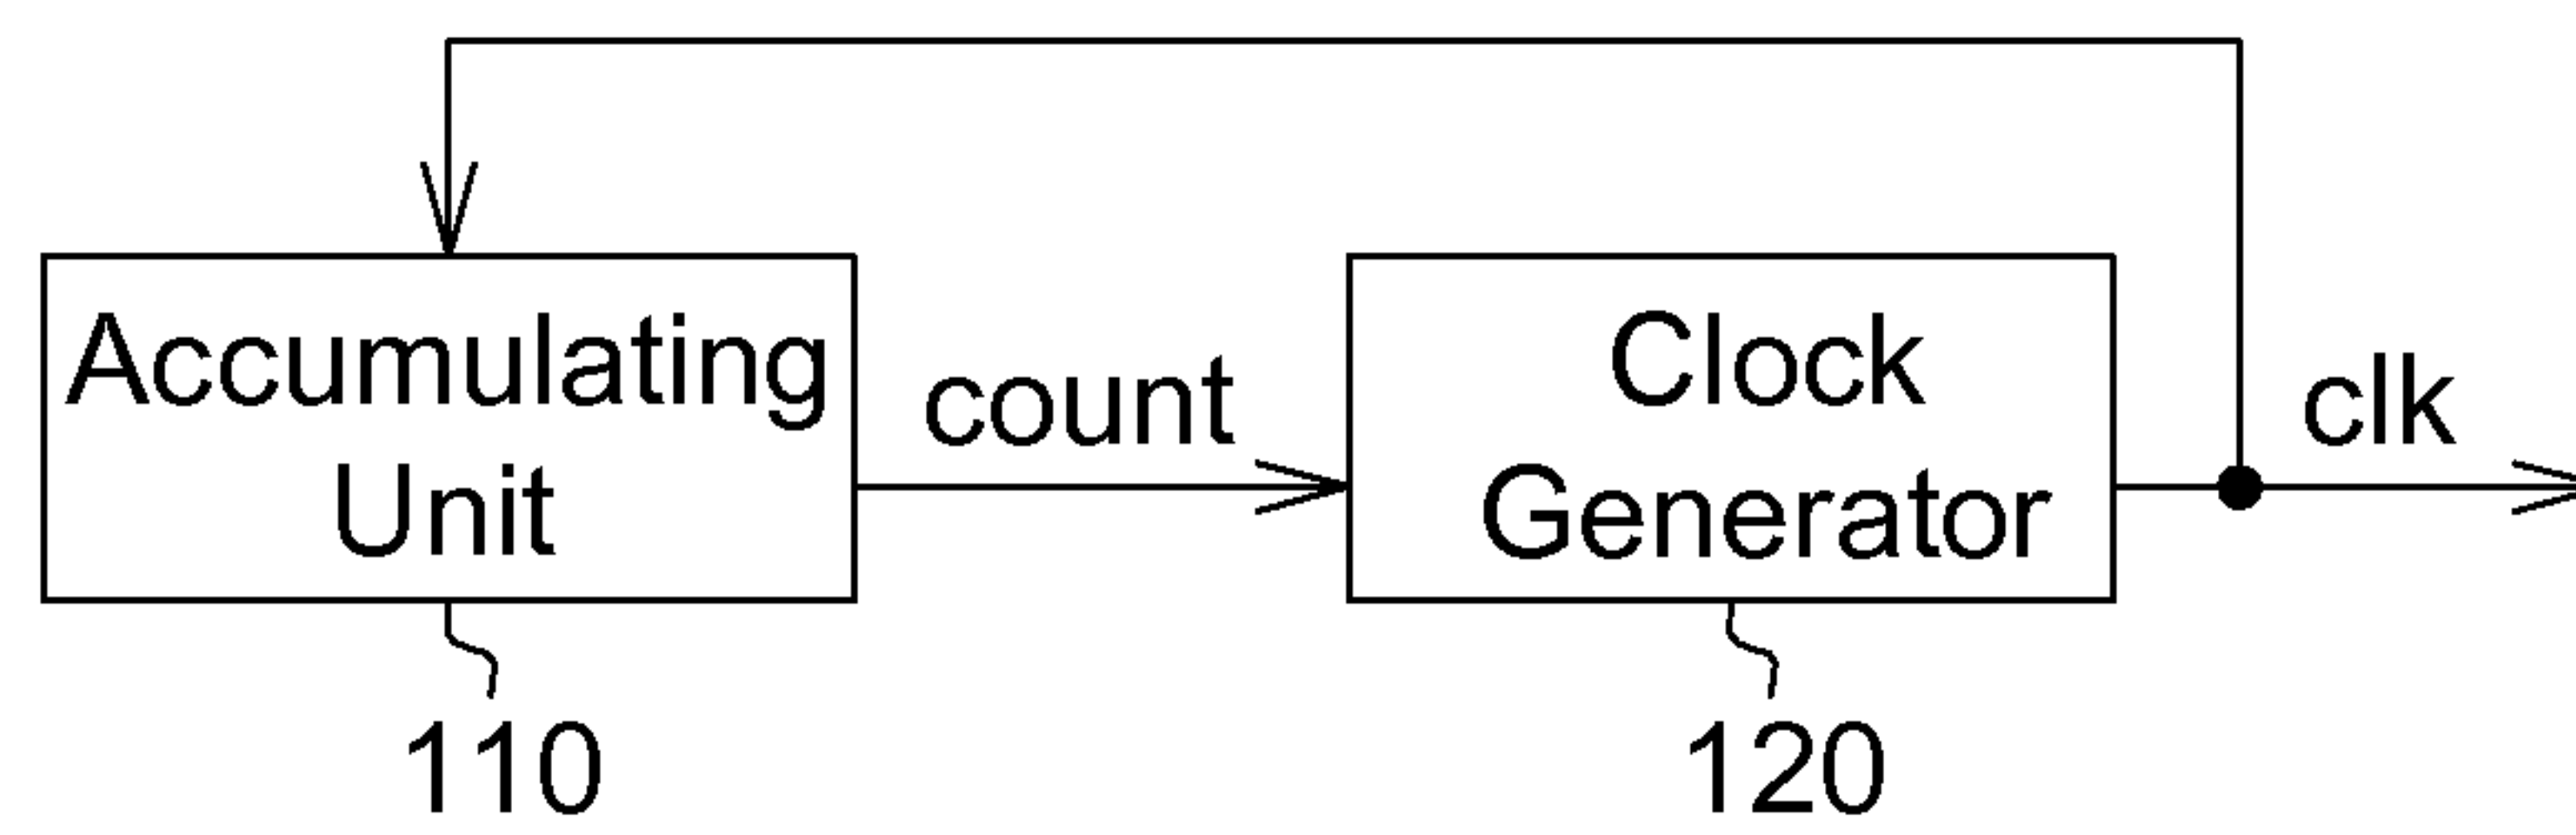 Accumulating
Unit
count
Clock
Generator
clk
110
120